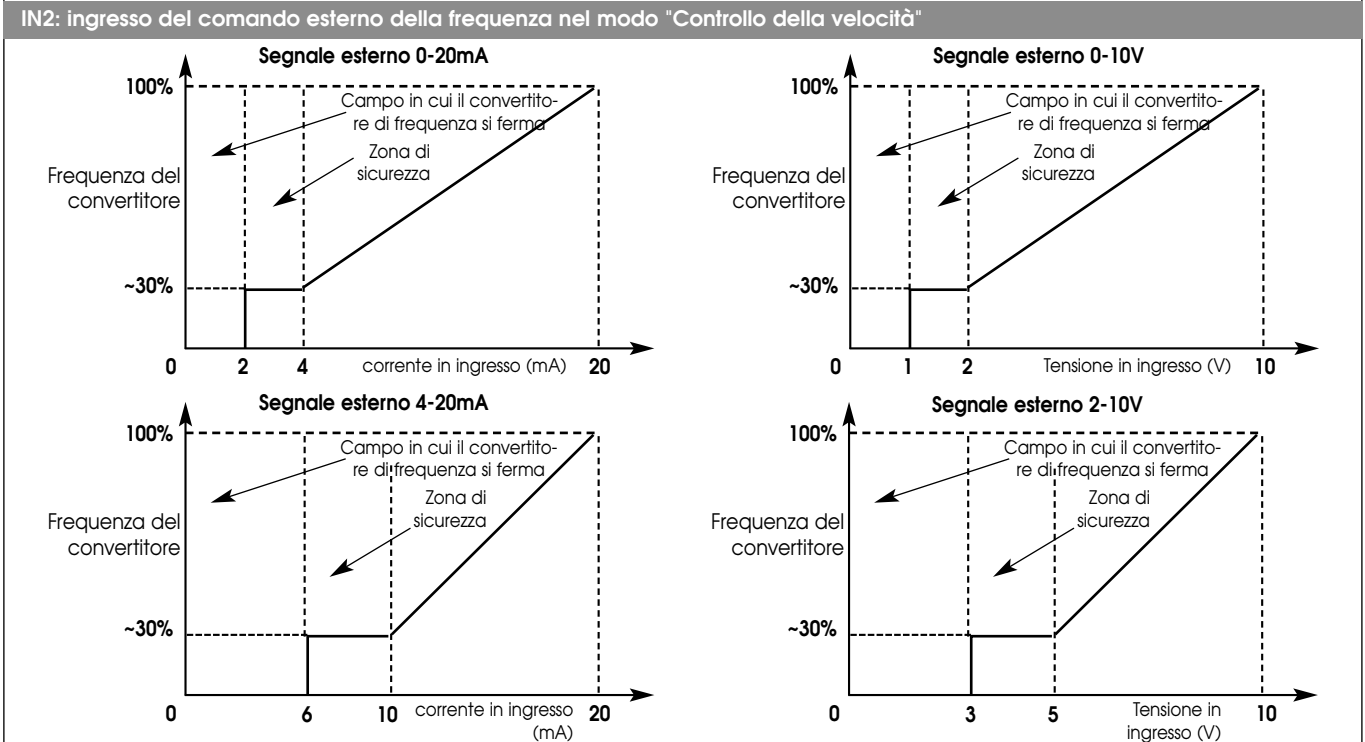 IN2: ingresso del comando esterno della frequenza nel modo "Controllo della velocità"
Segnale esterno 0-20mA
100%
Campo in cui il convertito-
re di frequenza si ferma
Zona di
sicurezza
Frequenza del
convertitore
~30%
0
2
4
corrente in ingresso (mA)
20
Segnale esterno 0-10V
100%
Campo in cui il convertito-
re di frequenza si ferma
Zona di
sicurezza
Frequenza del
convertitore
~30%
0
1
2
Tensione in ingresso (V)
10
Segnale esterno 4-20mA
100%
Campo in cui il convertito-
re di frequenza si ferma
Zona di
sicurezza
Frequenza del
convertitore
~30%
0
6
10
corrente in ingresso
(mA)
20
Segnale esterno 2-10V
100%
Campo in cui il convertito-
re di frequenza si ferma
Zona di
sicurezza
Frequenza del
convertitore
~30%
0
3
5
Tensione in
ingresso (V)
10